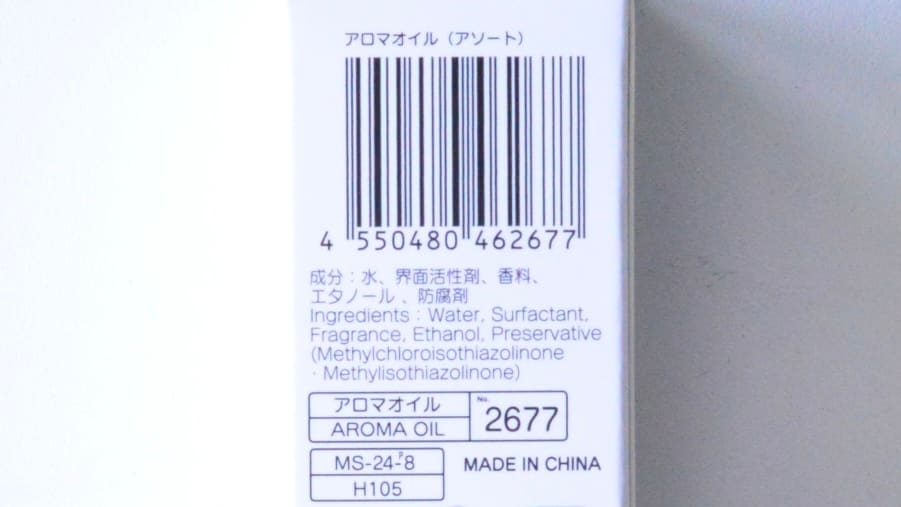 アロマオイル（アソート）
4 550480 462677
成分：水、界面活性剤、香料、
エタノール 、防腐剤
Ingredients : Water, Surfactant,
Fragrance, Ethanol, Preservative
(Methylchloroisothiazolinone
· Methylisothiazolinone)
アロマオイル
AROMA OIL
No. 2677
MS-24-P8
H105
MADE IN CHINA